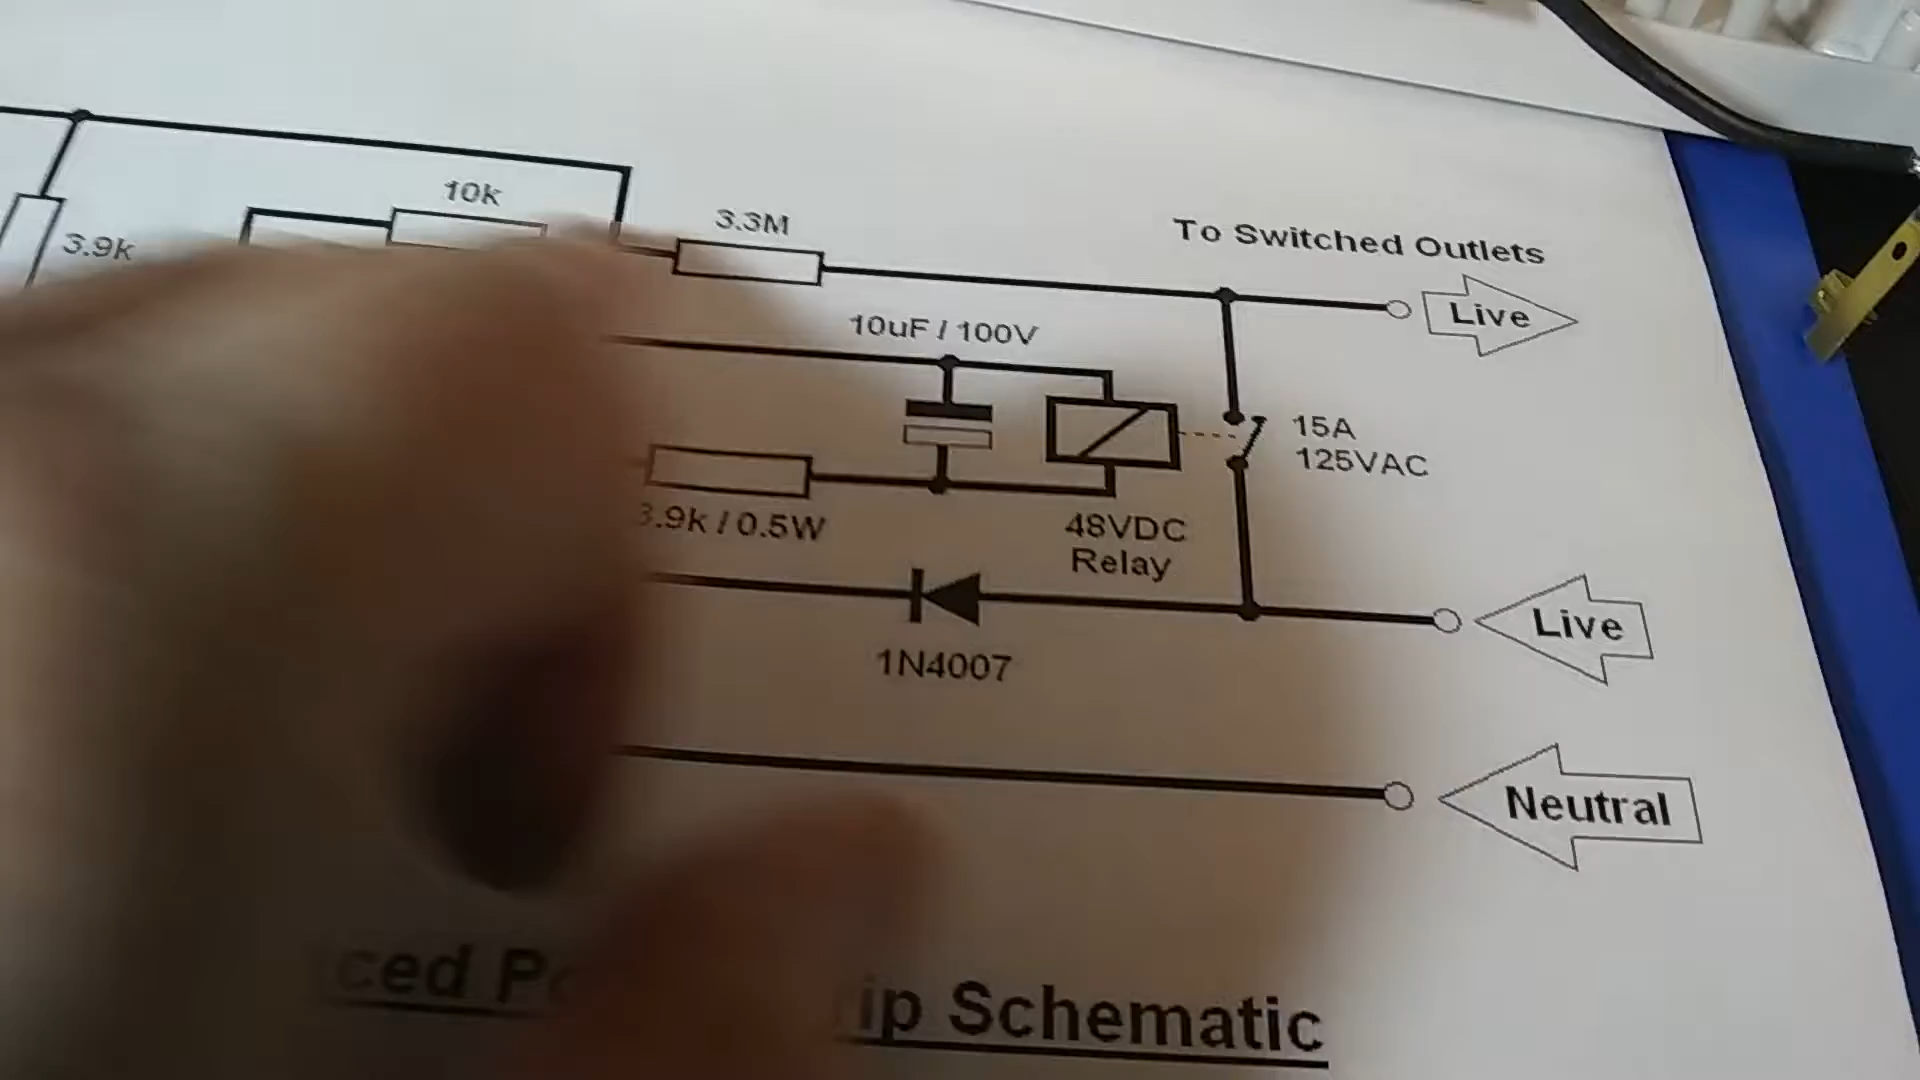 10k
3.3M
3.9k
To Switched Outlets
Live
10uF / 100V
15A
125VAC
.9k / 0.5W
48VDC
Relay
Live
1N4007
Neutral
ced P
ip Schematic